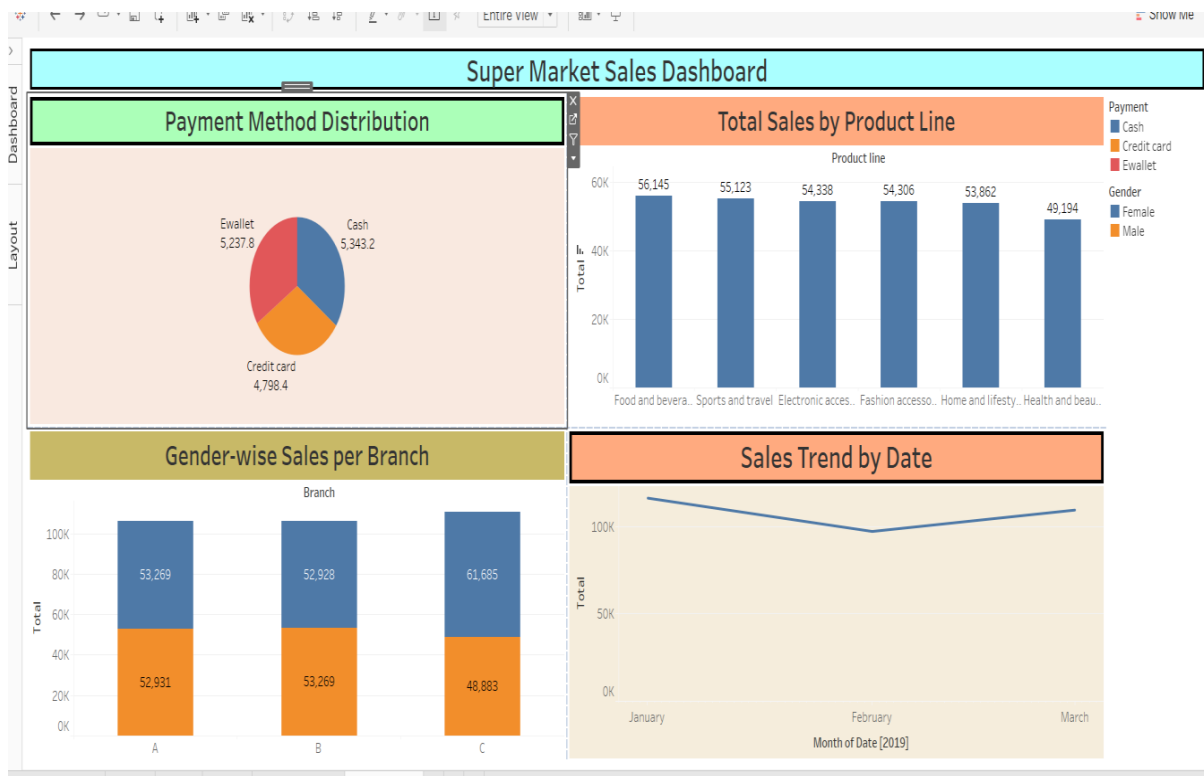 Entire View
Show Me
Dashboard
Layout
Super Market Sales Dashboard
Payment Method Distribution
Ewallet
5,237.8
Cash
5,343.2
Credit card
4,798.4
Total Sales by Product Line
Product line
Total
60K
40K
20K
0K
56,145
55,123
54,338
54,306
53,862
49,194
Food and bevera..
Sports and travel
Electronic acces..
Fashion accesso..
Home and lifesty..
Health and beau..
Payment
Cash
Credit card
Ewallet
Gender
Female
Male
Gender-wise Sales per Branch
Branch
Total
100K
80K
60K
40K
20K
0K
53,269
52,928
61,685
52,931
53,269
48,883
A
B
C
Sales Trend by Date
Total
100K
50K
0K
January
February
March
Month of Date [2019]